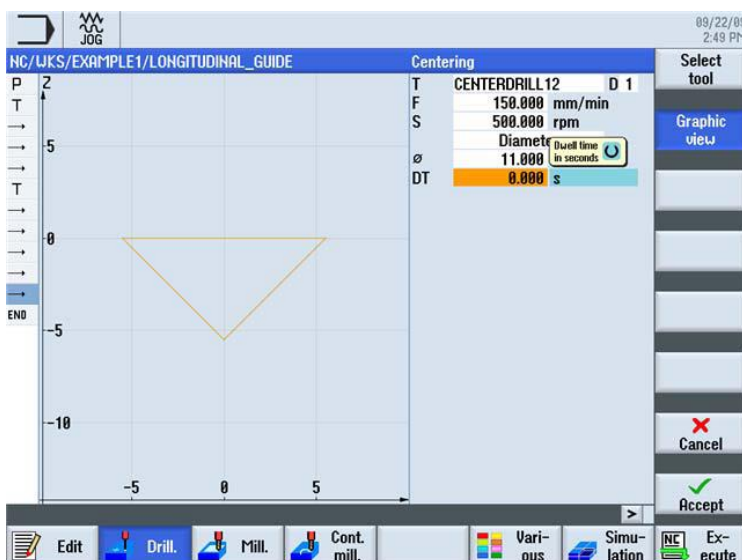 JOG
09/22/0
2:49 PM
NC/WKS/EXAMPLE1/LONGITUDINAL_GUIDE
Centering
Select
tool
P
Z
T
CENTERDRILL12
D 1
T
F
150.000 mm/min
S
500.000 rpm
Graphic
view
Diamete
Dwell time
in seconds
ø
11.000
DT
0.000 s
T
END
5
0
-5
-10
-5
0
5
Cancel
Accept
>
Edit
Drill.
Mill.
Cont.
mill.
Vari-
ous
Simu-
lation
NC
Ex-
ecute